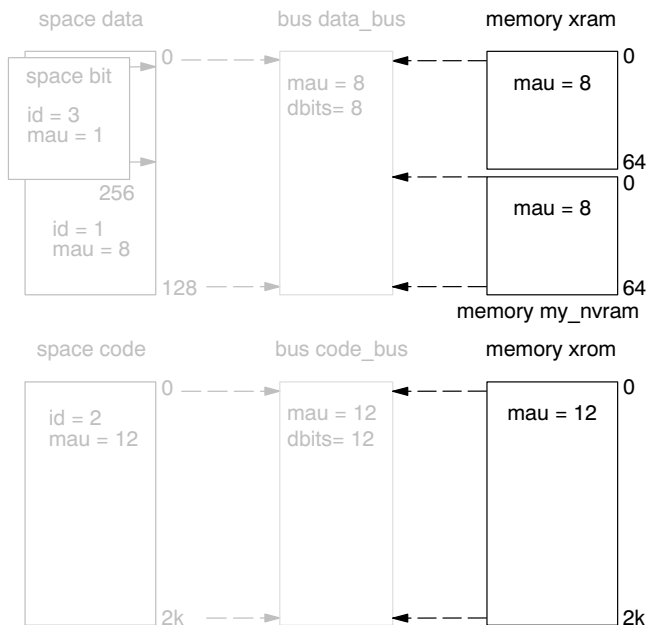 space data
bus data_bus
memory xram
0
0
space bit
mau = 8
dbits= 8
mau = 8
id = 3
mau = 1
64
0
256
mau = 8
id = 1
mau = 8
128
64
memory my_nvram
space code
bus code_bus
memory xrom
0
0
id = 2
mau = 12
mau = 12
dbits= 12
mau = 12
2k
2k